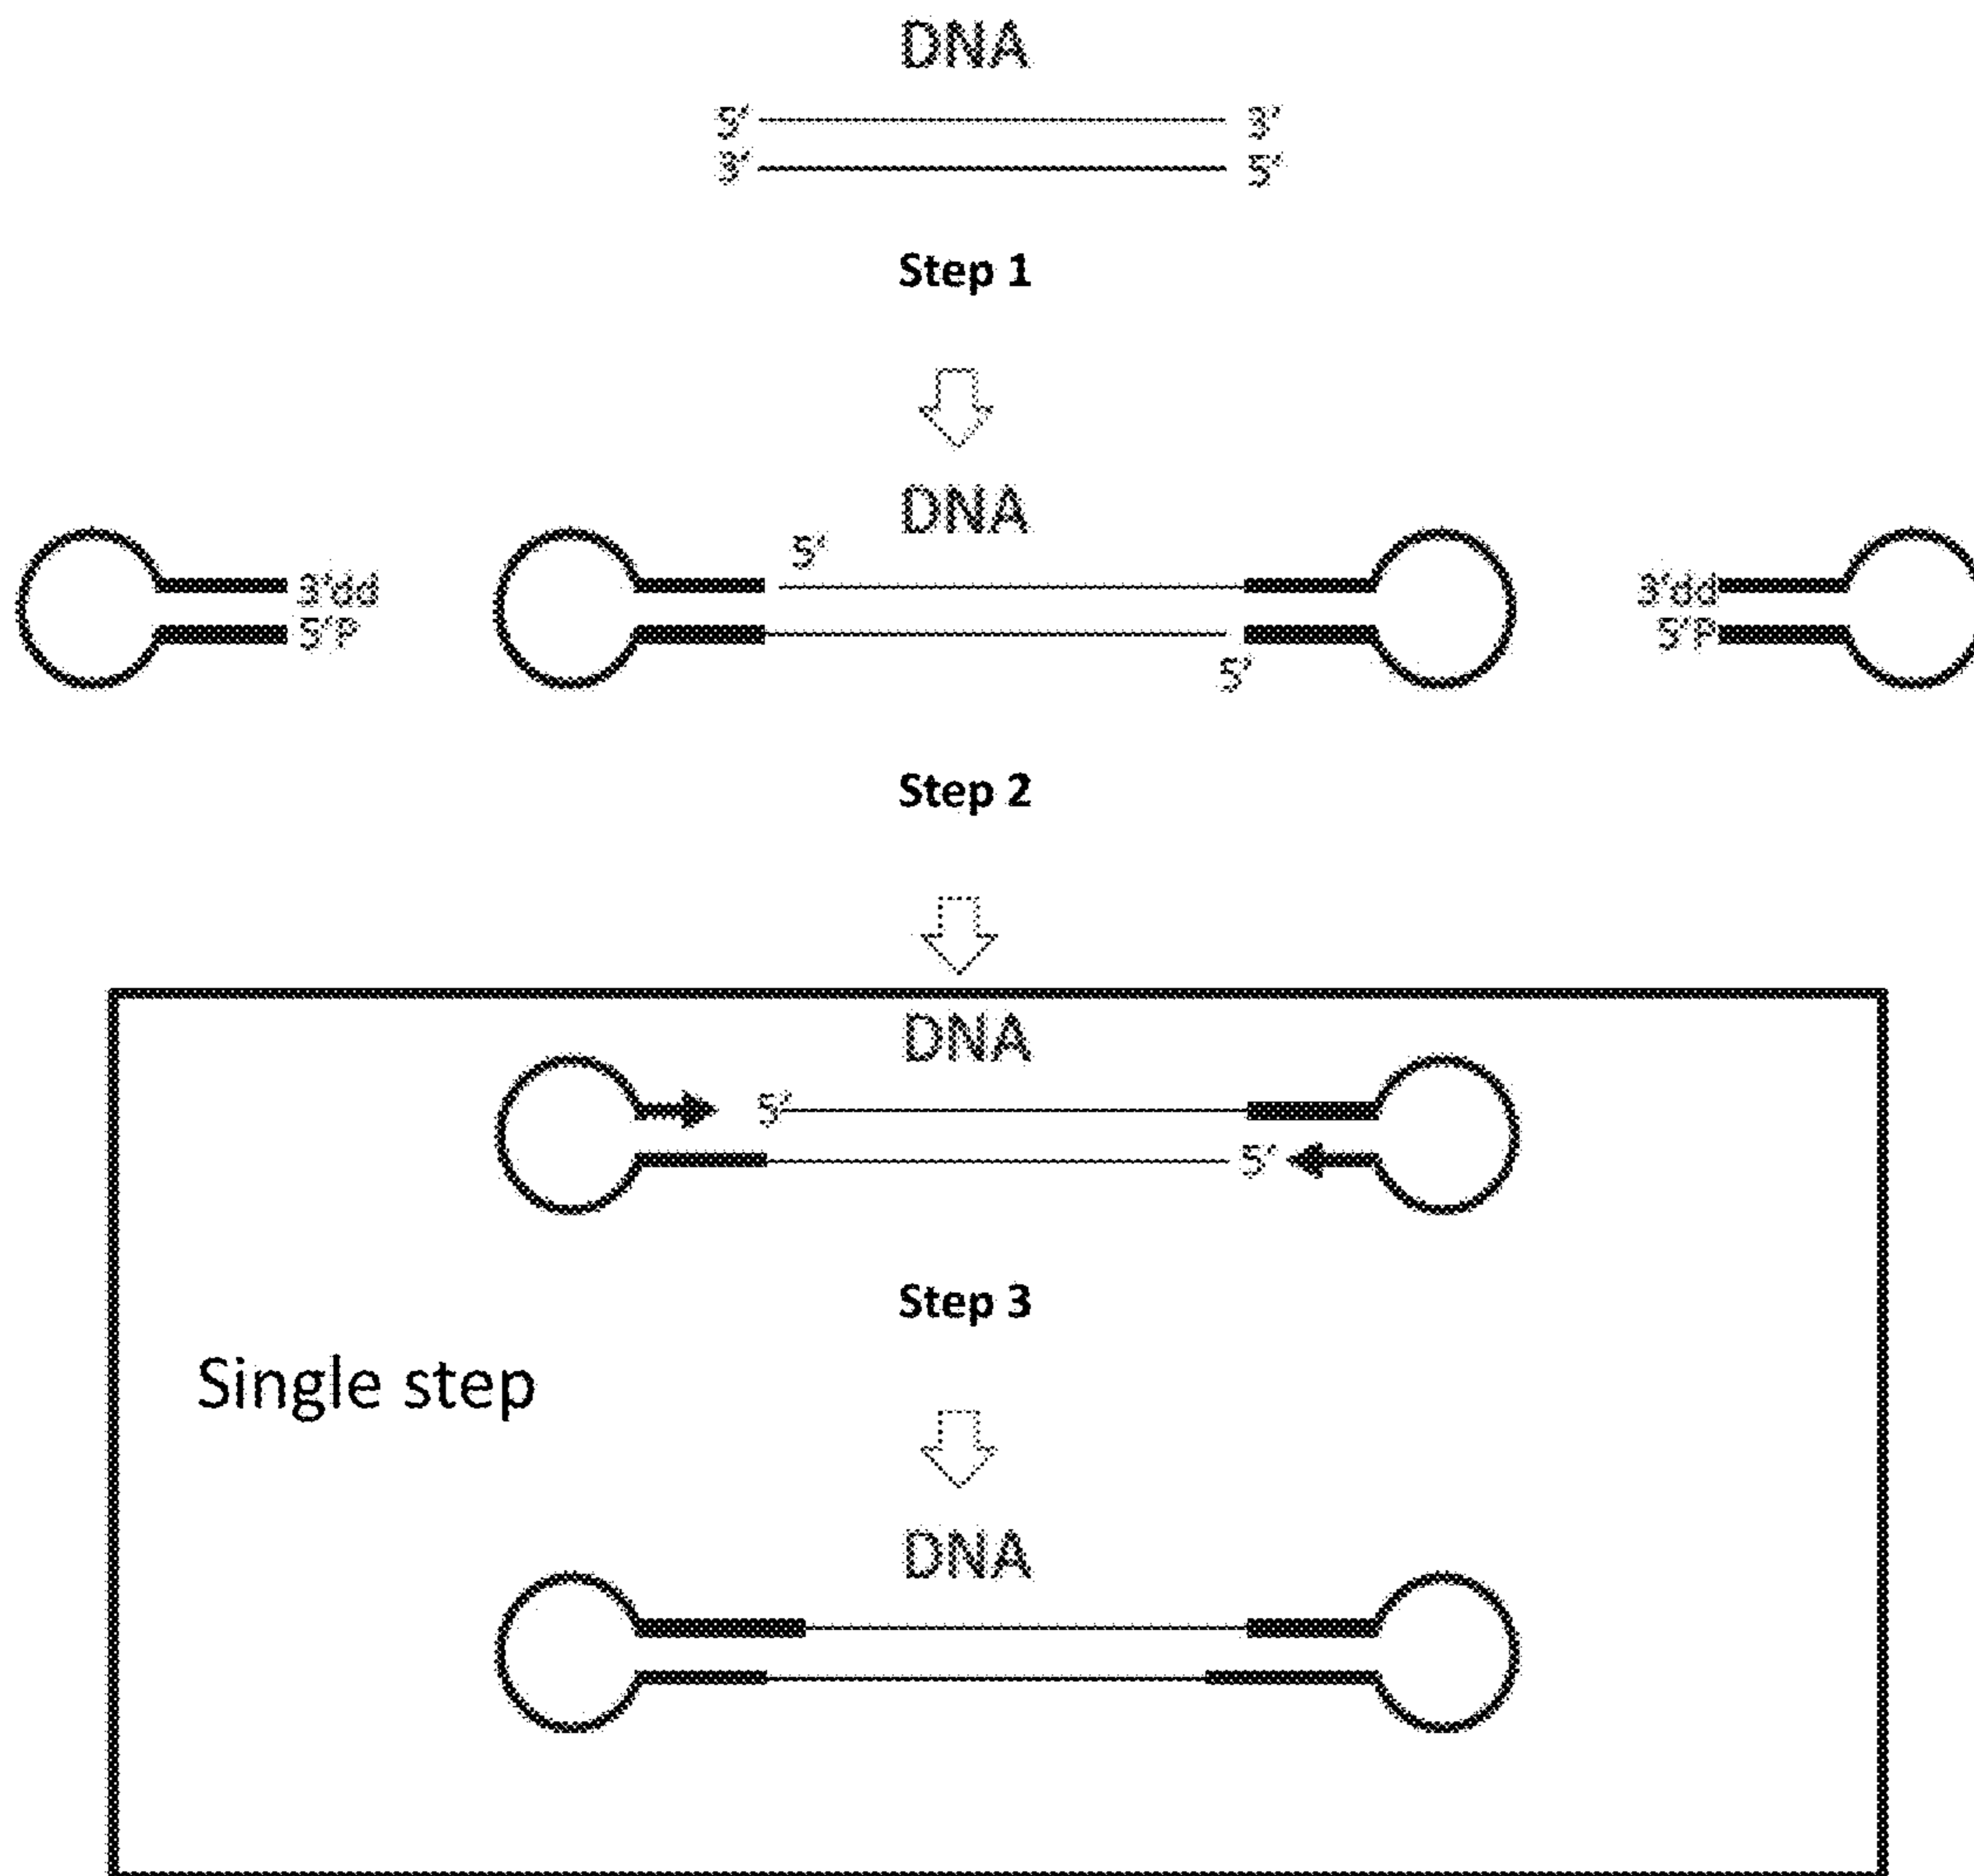 DNA
5' 3'
3' 5'
Step 1
DNA
5'
3'dd 3'dd
5'P 5'P
5'
Step 2
DNA
5'
5'
Step 3
Single step
DNA